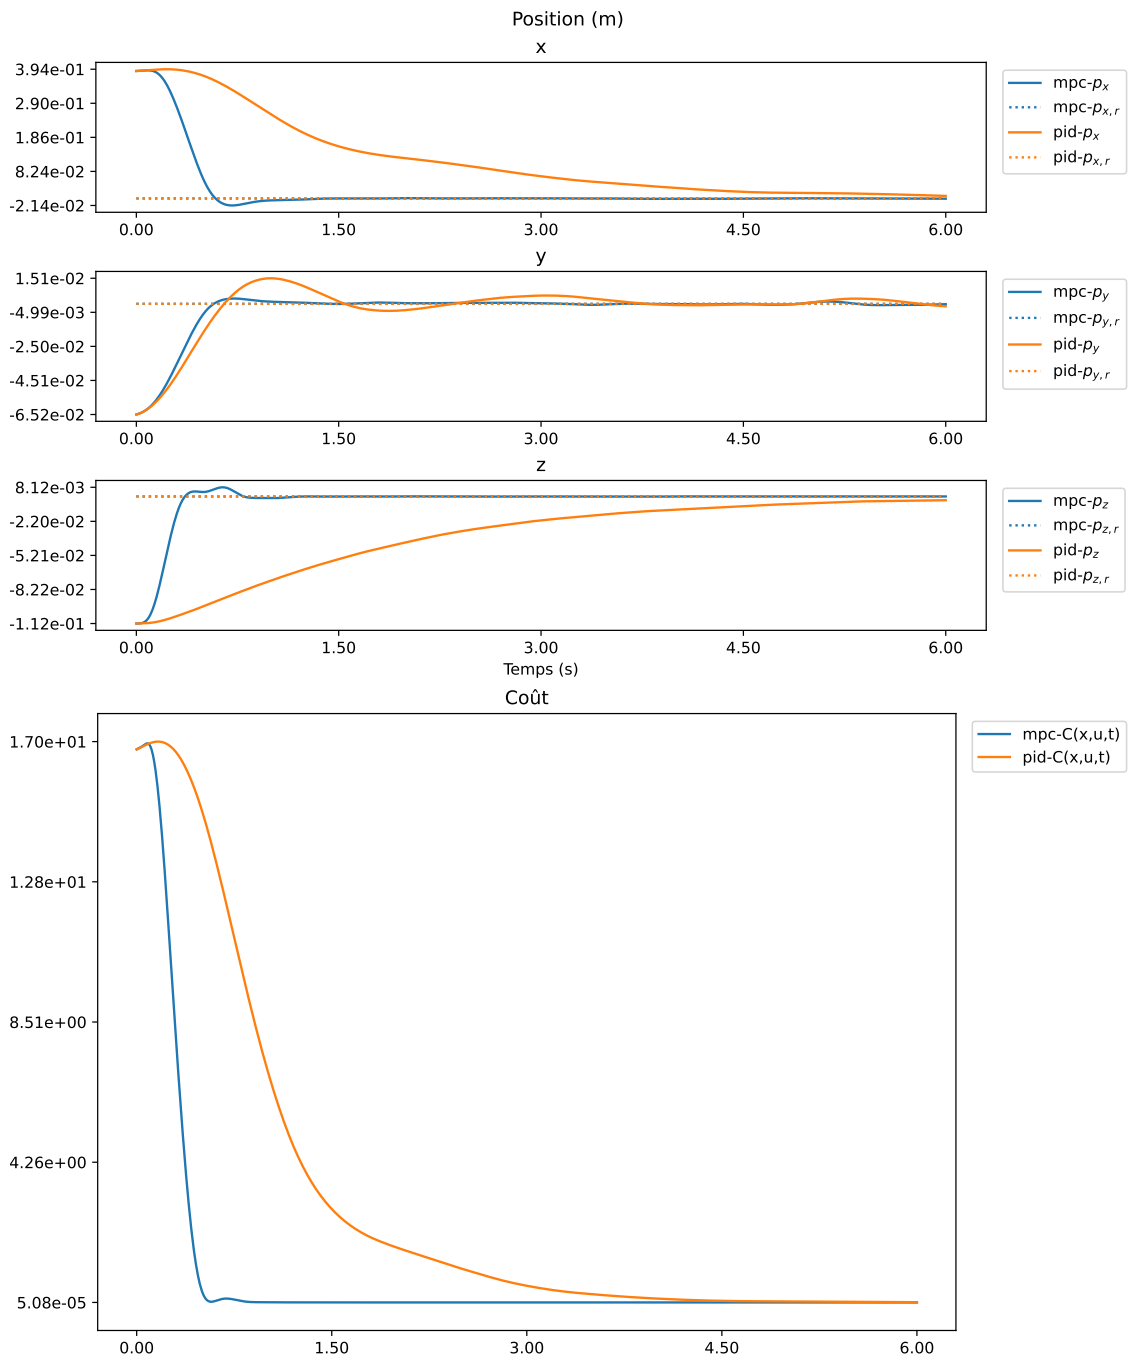 Position (m)
x
3.94e-01
2.90e-01
1.86e-01
8.24e-02
-2.14e-02
0.00 1.50 3.00 4.50 6.00
mpc-p_x
mpc-p_{x,r}
pid-p_x
pid-p_{x,r}
y
1.51e-02
-4.99e-03
-2.50e-02
-4.51e-02
-6.52e-02
0.00 1.50 3.00 4.50 6.00
mpc-p_y
mpc-p_{y,r}
pid-p_y
pid-p_{y,r}
z
8.12e-03
-2.20e-02
-5.21e-02
-8.22e-02
-1.12e-01
0.00 1.50 3.00 4.50 6.00
Temps (s)
mpc-p_z
mpc-p_{z,r}
pid-p_z
pid-p_{z,r}
Coût
1.70e+01
1.28e+01
8.51e+00
4.26e+00
5.08e-05
0.00 1.50 3.00 4.50 6.00
mpc-C(x,u,t)
pid-C(x,u,t)